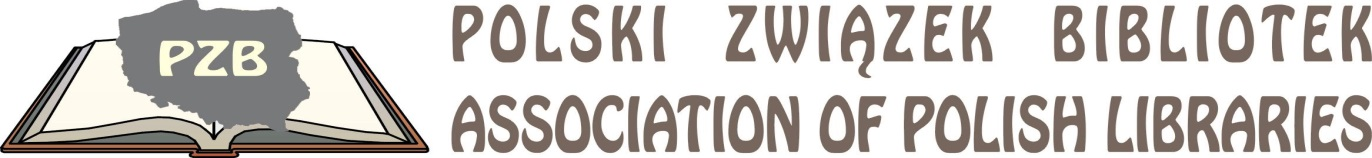 PZB
POLSKI ZWIĄZEK BIBLIOTEK
ASSOCIATION OF POLISH LIBRARIES